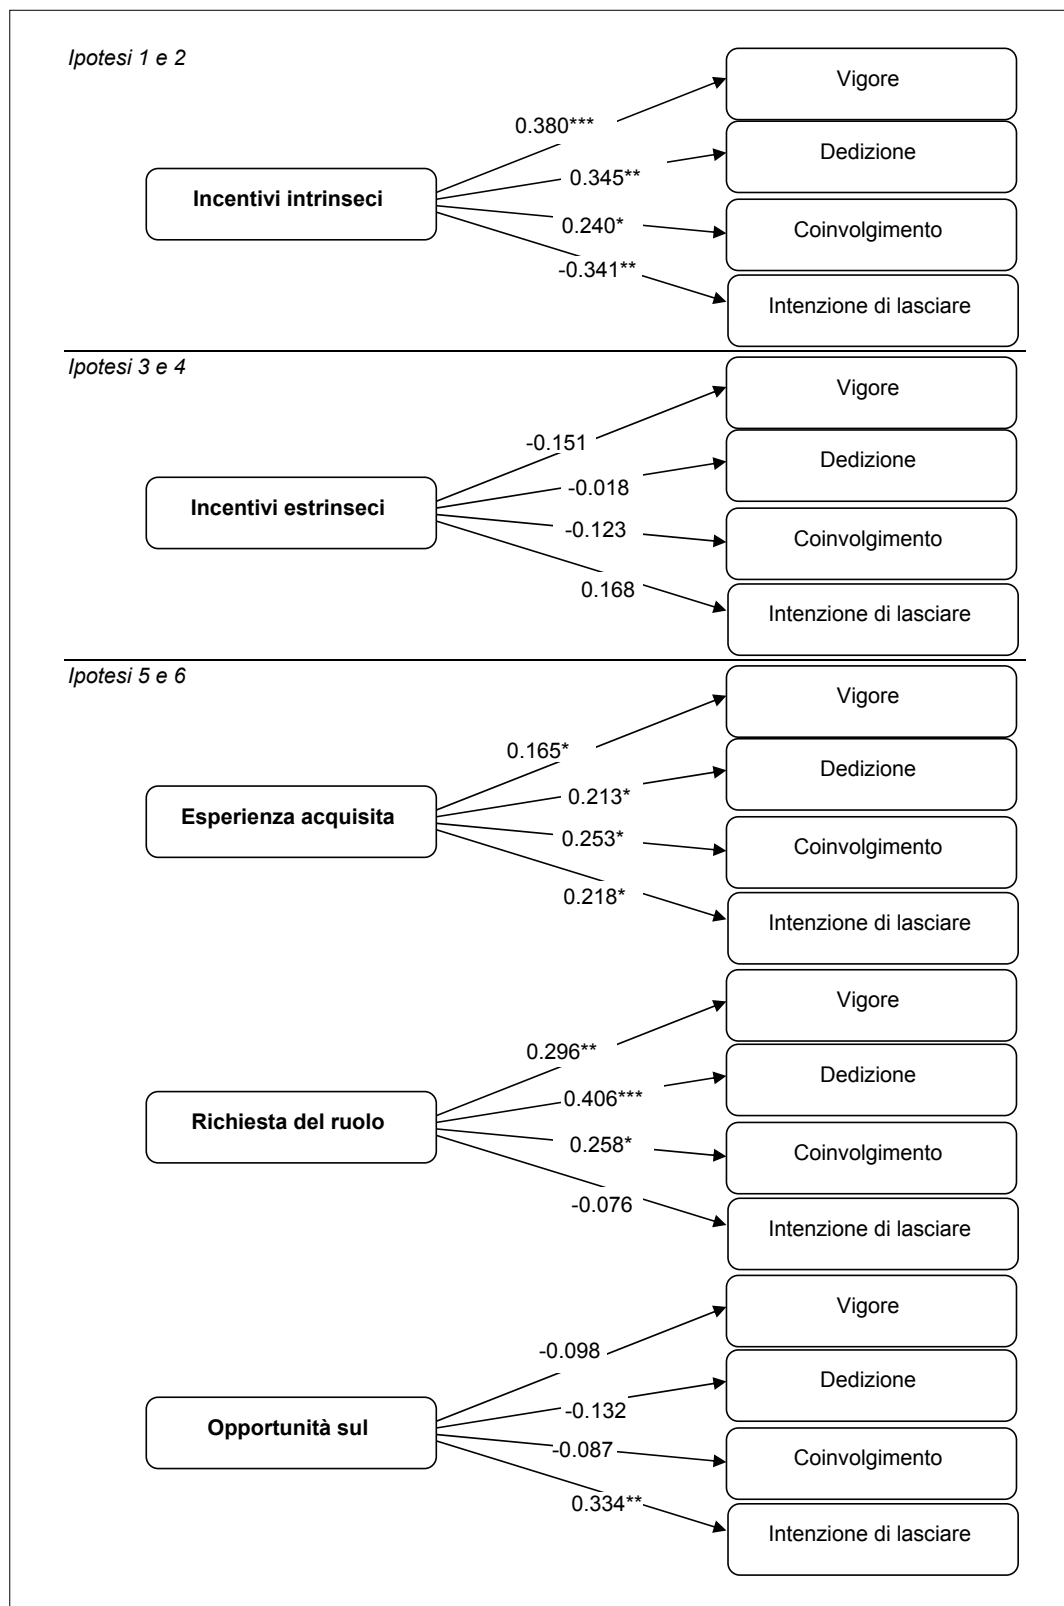 Ipotesi 1 e 2
Vigore
0.380***
Dedizione
0.345**
Incentivi intrinseci
0.240*
Coinvolgimento
-0.341**
Intenzione di lasciare
Ipotesi 3 e 4
Vigore
-0.151
Dedizione
-0.018
Incentivi estrinseci
-0.123
Coinvolgimento
0.168
Intenzione di lasciare
Ipotesi 5 e 6
Vigore
0.165*
Dedizione
0.213*
Esperienza acquisita
0.253*
Coinvolgimento
0.218*
Intenzione di lasciare
Vigore
0.296**
Dedizione
0.406***
Richiesta del ruolo
0.258*
Coinvolgimento
-0.076
Intenzione di lasciare
Vigore
-0.098
Dedizione
-0.132
Opportunità sul
-0.087
Coinvolgimento
0.334**
Intenzione di lasciare